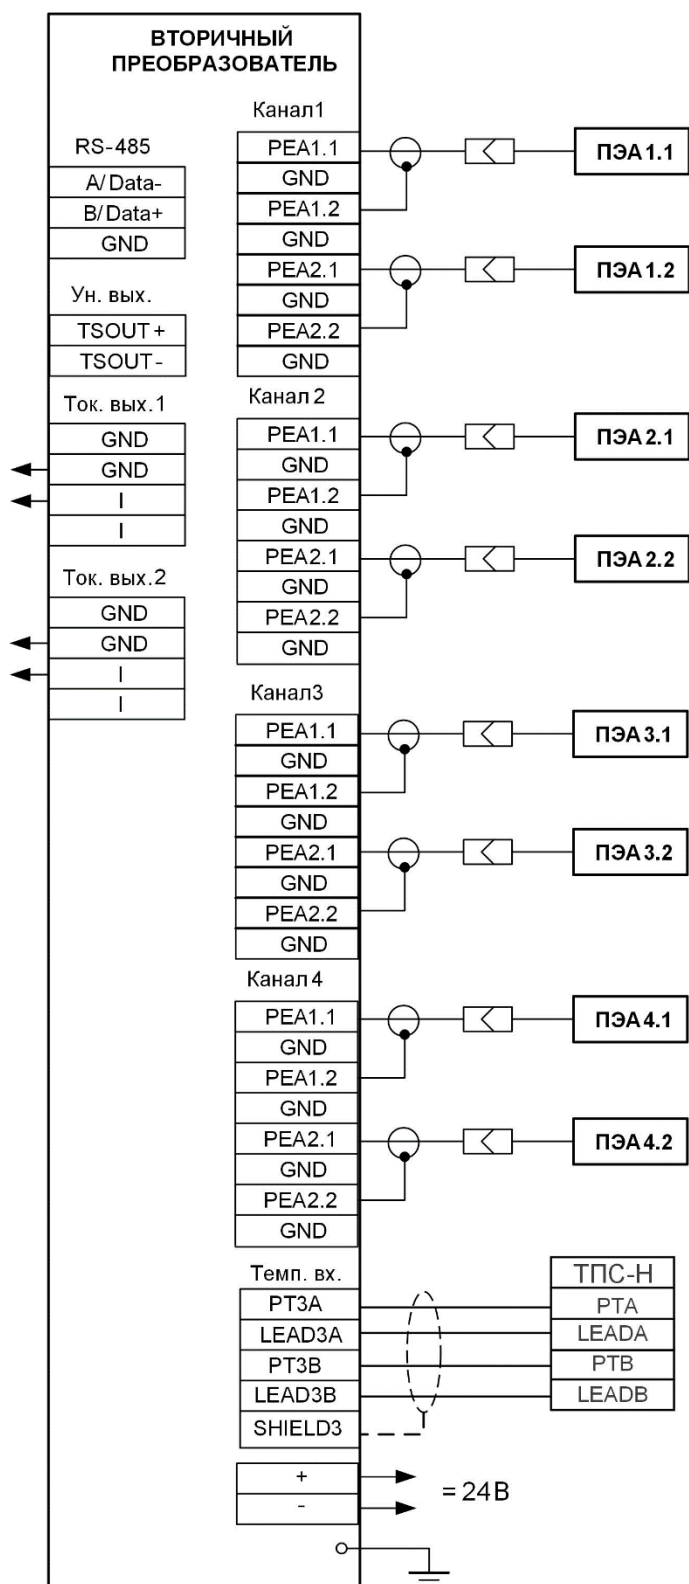 ВТОРИЧНЫЙ
ПРЕОБРАЗОВАТЕЛЬ
RS-485
A/Data-
B/Data+
GND
Ун. вых.
TSOUT+
TSOUT-
Ток. вых.1
GND
GND
I
I
Ток. вых.2
GND
GND
I
I
Канал1
PEA1.1
GND
PEA1.2
GND
PEA2.1
GND
PEA2.2
GND
Канал 2
PEA1.1
GND
PEA1.2
GND
PEA2.1
GND
PEA2.2
GND
Канал3
PEA1.1
GND
PEA1.2
GND
PEA2.1
GND
PEA2.2
GND
Канал 4
PEA1.1
GND
PEA1.2
GND
PEA2.1
GND
PEA2.2
GND
Темп. вх.
PT3A
LEAD3A
PT3B
LEAD3B
SHIELD3
+
-
= 24В
ПЭА 1.1
ПЭА 1.2
ПЭА 2.1
ПЭА 2.2
ПЭА 3.1
ПЭА 3.2
ПЭА 4.1
ПЭА 4.2
ТПС-Н
PTA
LEADA
PTB
LEADB